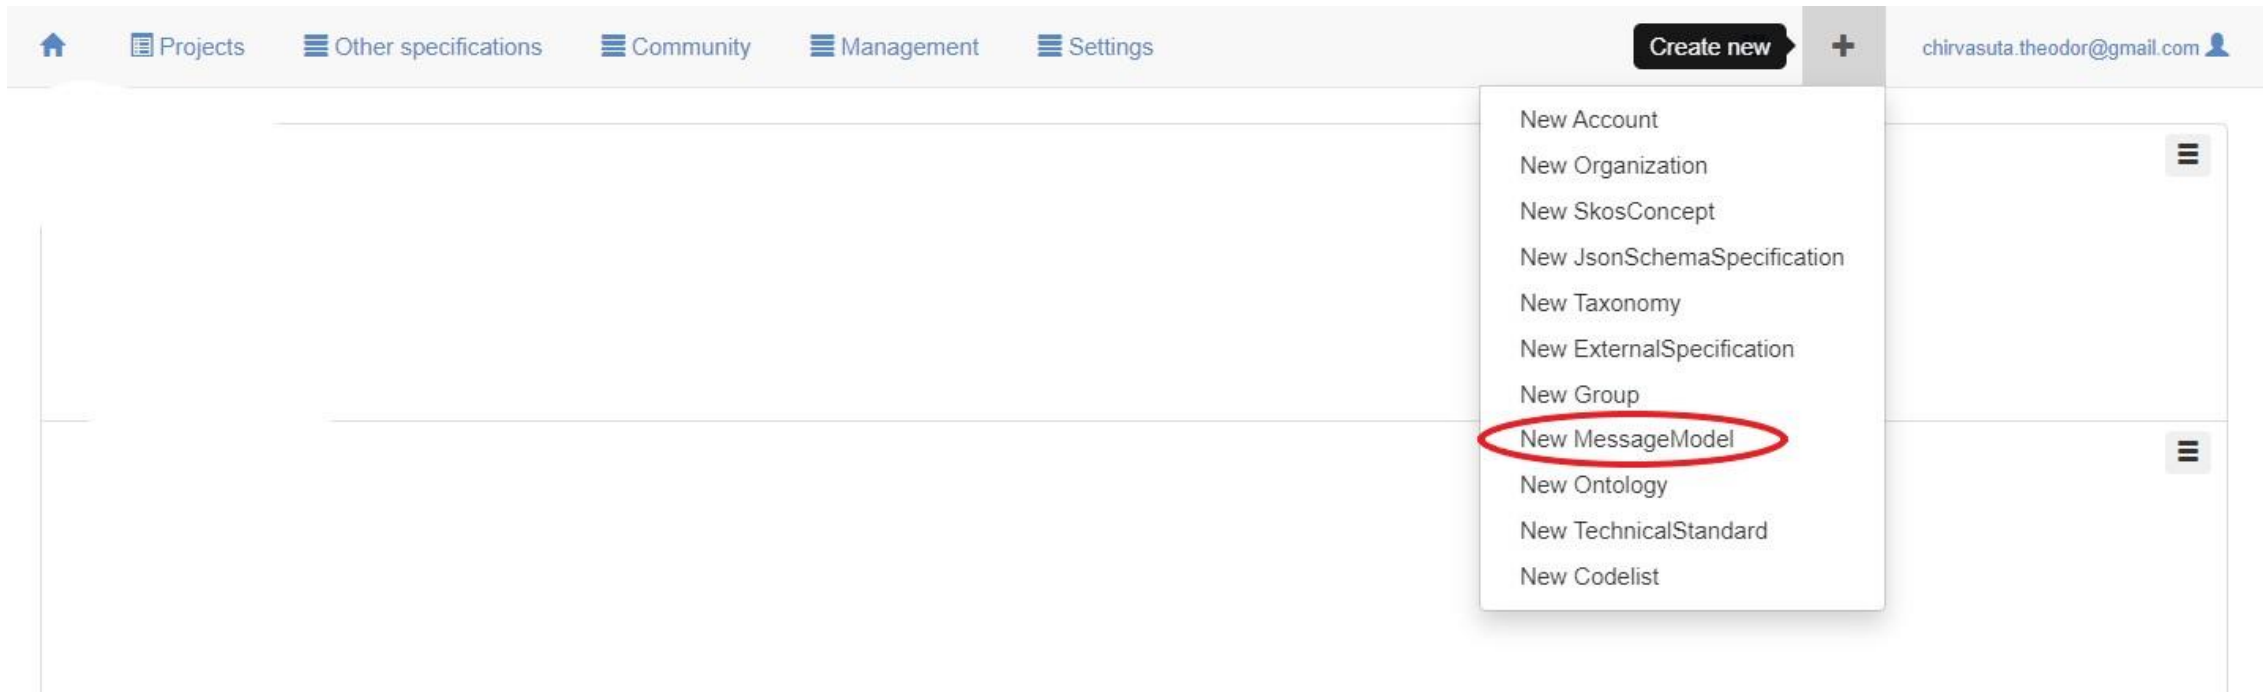 Projects Other specifications Community Management Settings Create new + chirvasuta.theodor@gmail.com
New Account
New Organization
New SkosConcept
New JsonSchemaSpecification
New Taxonomy
New ExternalSpecification
New Group
New MessageModel
New Ontology
New TechnicalStandard
New Codelist